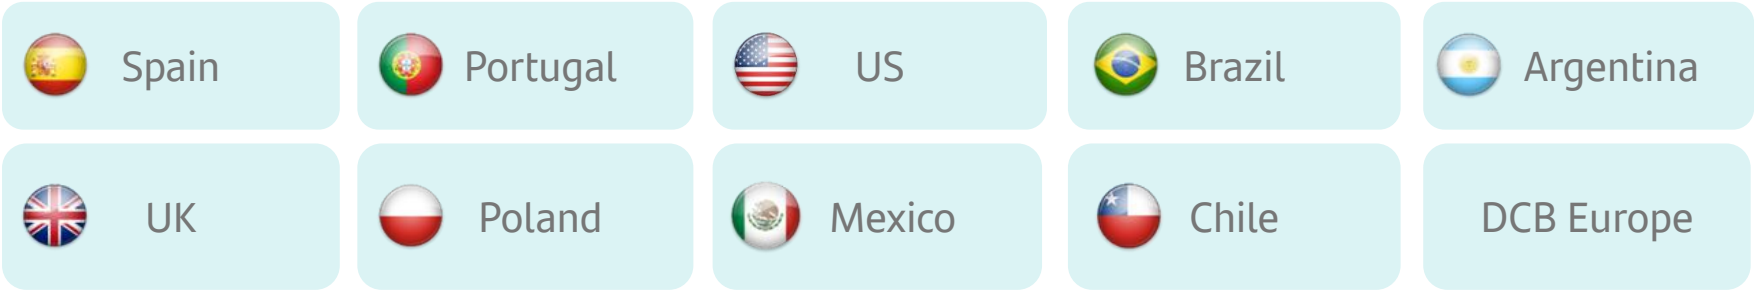 Spain
Portugal
US
Brazil
Argentina
UK
Poland
Mexico
Chile
DCB Europe